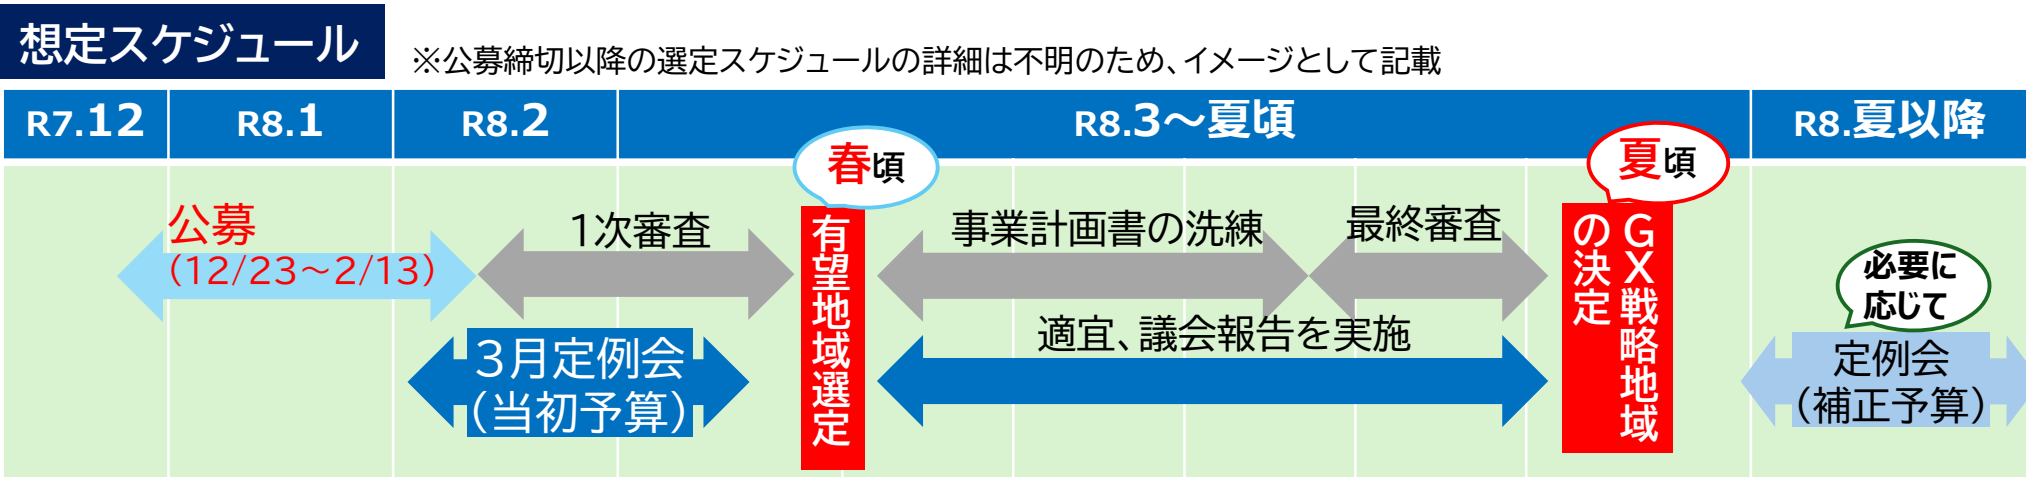 想定スケジュール
※公募締切以降の選定スケジュールの詳細は不明のため、イメージとして記載
R7.12
R8.1
R8.2
R8.3～夏頃
R8.夏以降
春頃
夏頃
公募
（12/23～2/13）
1次審査
有望地域選定
事業計画書の洗練
最終審査
GX戦略地域
の決定
3月定例会
（当初予算）
適宜、議会報告を実施
必要に
応じて
定例会
（補正予算）